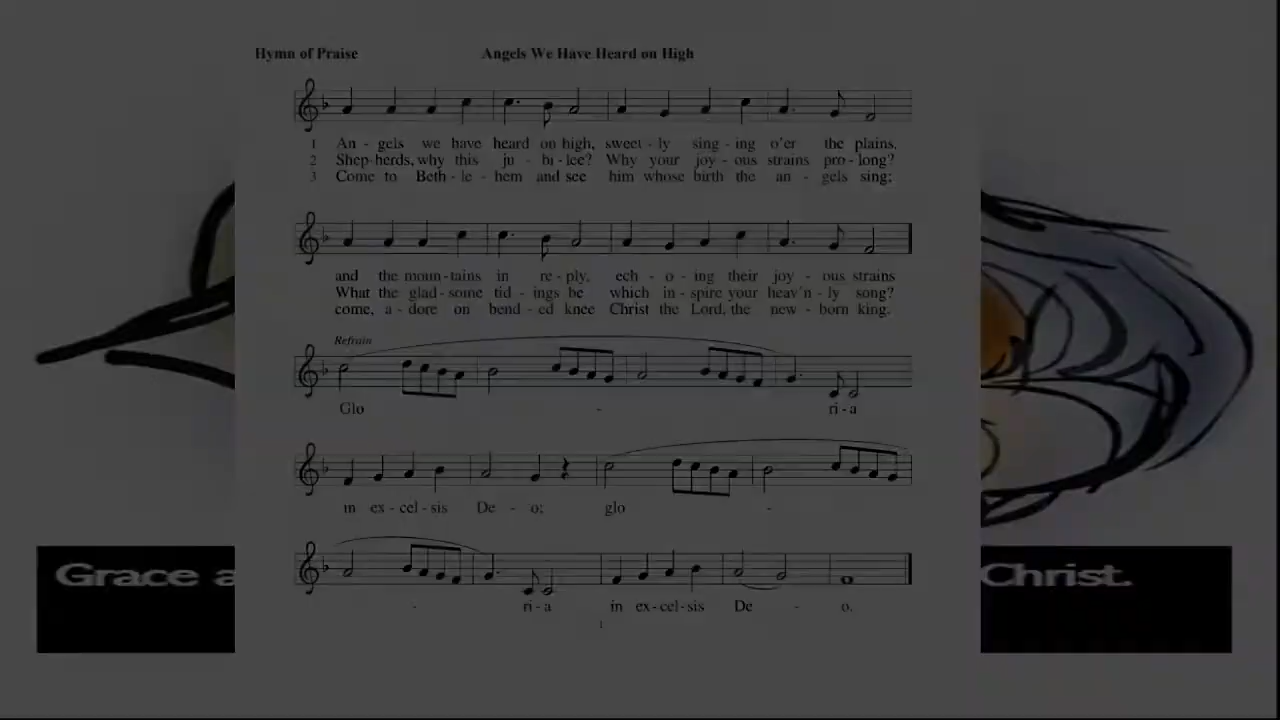 Hymn of Praise Angels We Have Heard on High
1 An - gels we have heard on high, sweet - ly sing - ing o'er the plains,
2 Shep-herds, why this ju - bi - lee? Why your joy - ous strains pro - long?
3 Come to Beth - le - hem and see him whose birth the an - gels sing;
and the moun - tains in re - ply, ech - o - ing their joy - ous strains
What the glad - some tid - ings be which in - spire your heav'n - ly song?
come, a - dore on bend - ed knee Christ the Lord, the new - born king.
Refrain
Glo - ri - a
in ex - cel - sis De - o; glo -
Grace a Christ.
- ri - a in ex - cel - sis De - o.
1